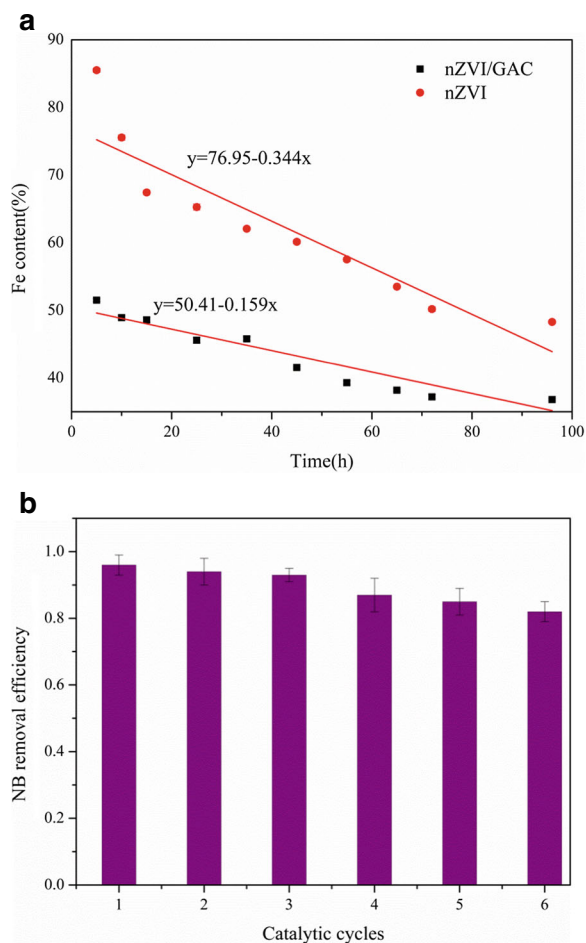 a
90
80
70
60
50
40
Fe content(%)
nZVI/GAC
nZVI
y=76.95-0.344x
y=50.41-0.159x
0 20 40 60 80 100
Time(h)
b
1.0
0.8
0.6
0.4
0.2
0.0
NB removal efficiency
1 2 3 4 5 6
Catalytic cycles